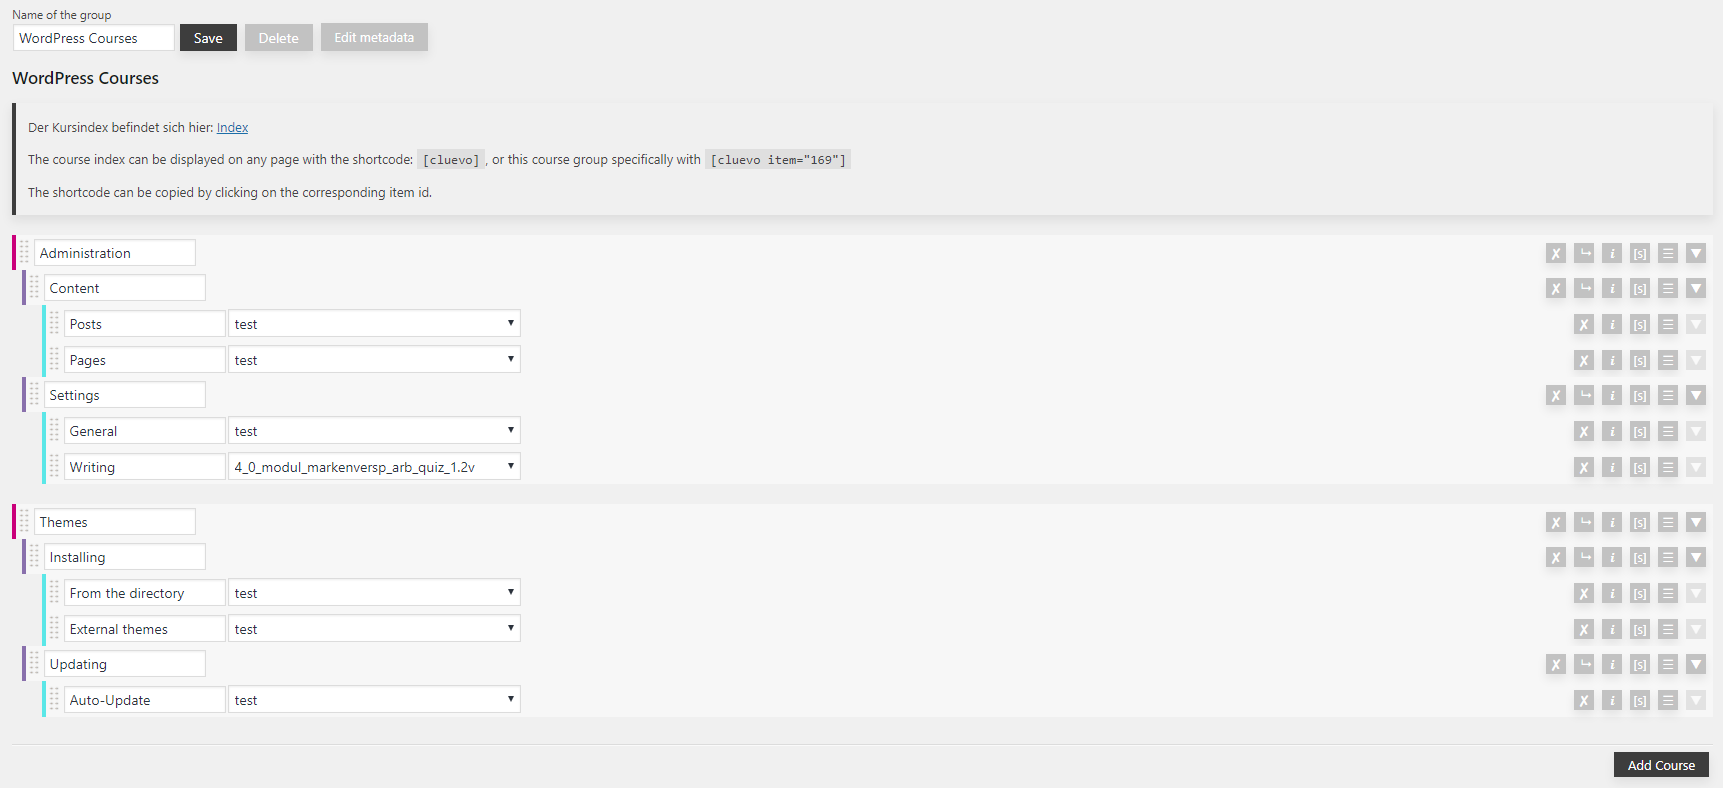 Name of the group
WordPress Courses Save Delete Edit metadata
WordPress Courses
Der Kursindex befindet sich hier: Index
The course index can be displayed on any page with the shortcode: [cluevo] , or this course group specifically with [cluevo item="169"]
The shortcode can be copied by clicking on the corresponding item id.
Administration ✗ i [s] ☰ ▼
Content ✗ i [s] ☰ ▼
Posts test ▼ ✗ i [s] ☰ ▼
Pages test ▼ ✗ i [s] ☰ ▼
Settings ✗ i [s] ☰ ▼
General test ▼ ✗ i [s] ☰ ▼
Writing 4_0_modul_markenversp_arb_quiz_1.2v ▼ ✗ i [s] ☰ ▼
Themes ✗ i [s] ☰ ▼
Installing ✗ i [s] ☰ ▼
From the directory test ▼ ✗ i [s] ☰ ▼
External themes test ▼ ✗ i [s] ☰ ▼
Updating ✗ i [s] ☰ ▼
Auto-Update test ▼ ✗ i [s] ☰ ▼
Add Course